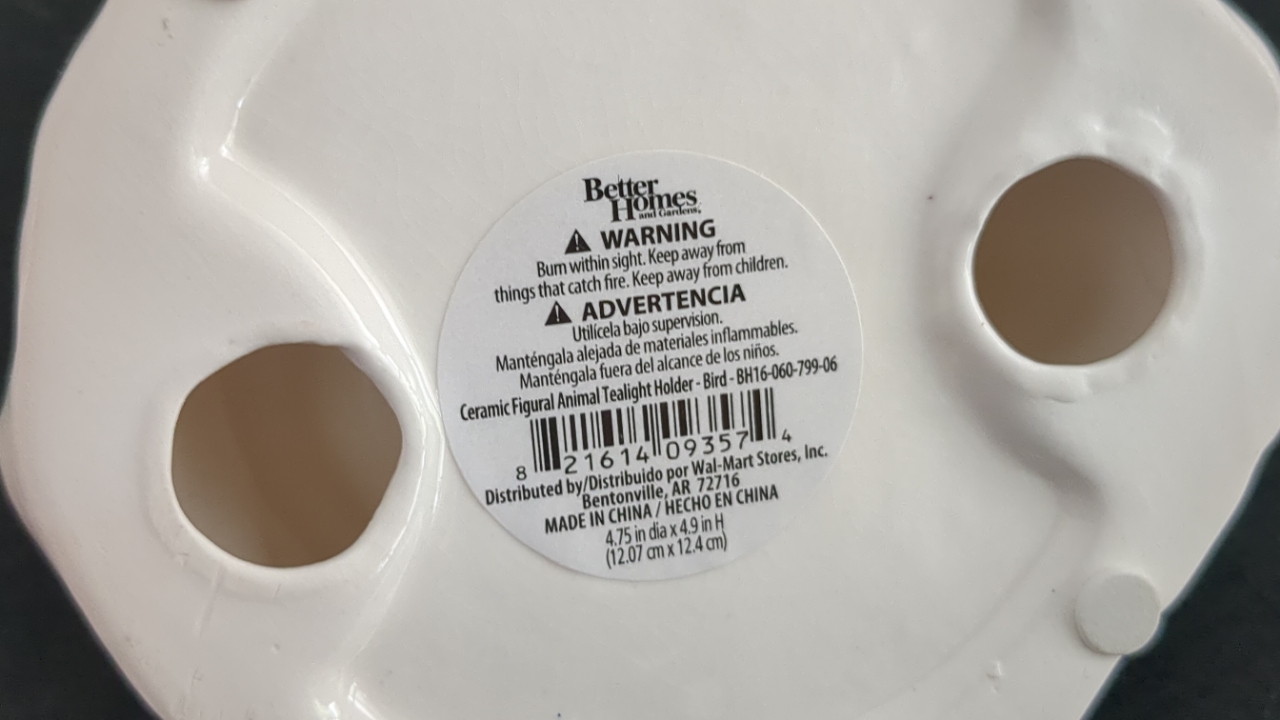 Better
Homes
and Gardens®
⚠ WARNING
Burn within sight. Keep away from
things that catch fire. Keep away from children.
⚠ ADVERTENCIA
Utilícela bajo supervision.
Manténgala alejada de materiales inflammables.
Manténgala fuera del alcance de los niños.
Ceramic Figural Animal Tealight Holder - Bird - BH16-060-799-06
8 21614 09357 4
Distributed by/Distribuido por Wal-Mart Stores, Inc.
Bentonville, AR 72716
MADE IN CHINA / HECHO EN CHINA
4.75 in dia x 4.9 in H
(12.07 cm x 12.4 cm)